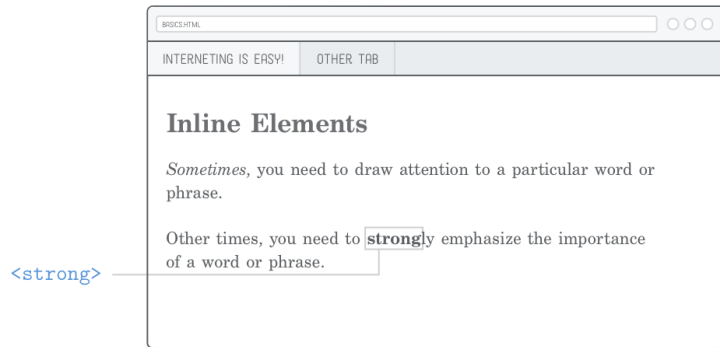 BASICS.HTML
INTERNETING IS EASY!
OTHER TAB
Inline Elements
Sometimes, you need to draw attention to a particular word or
phrase.
Other times, you need to strongly emphasize the importance
of a word or phrase.
<strong>